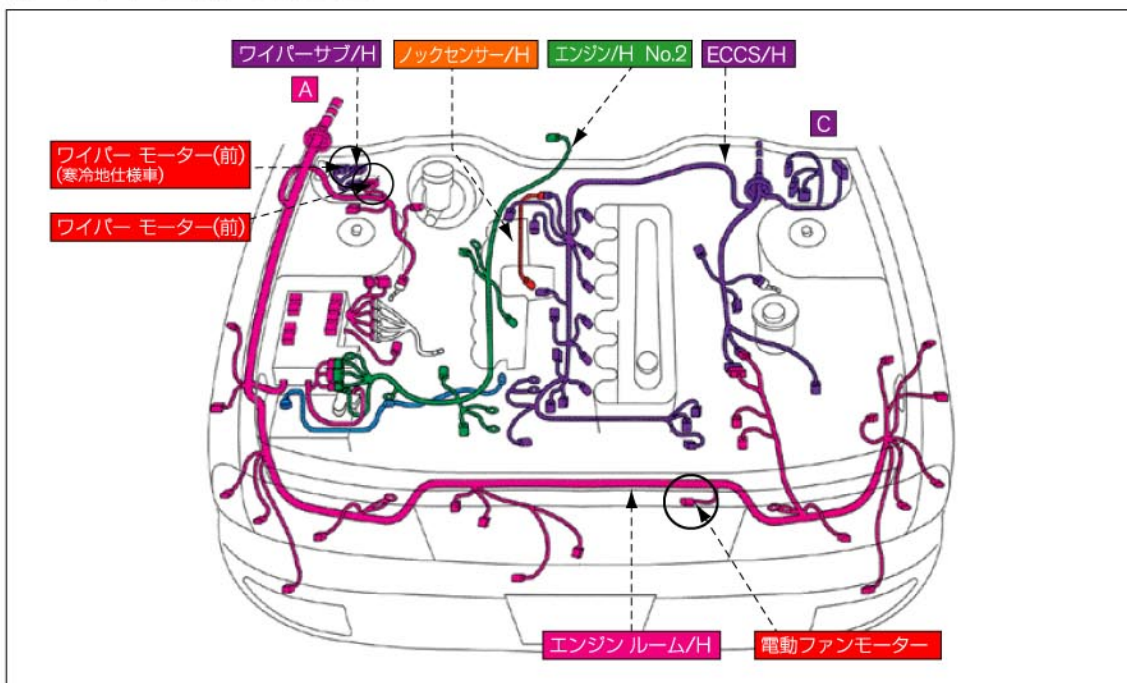 ワイパーサブ/H
ノックセンサー/H
エンジン/H No.2
ECCS/H
A
C
ワイパー モーター(前)
(寒冷地仕様車)
ワイパー モーター(前)
エンジン ルーム/H
電動ファンモーター